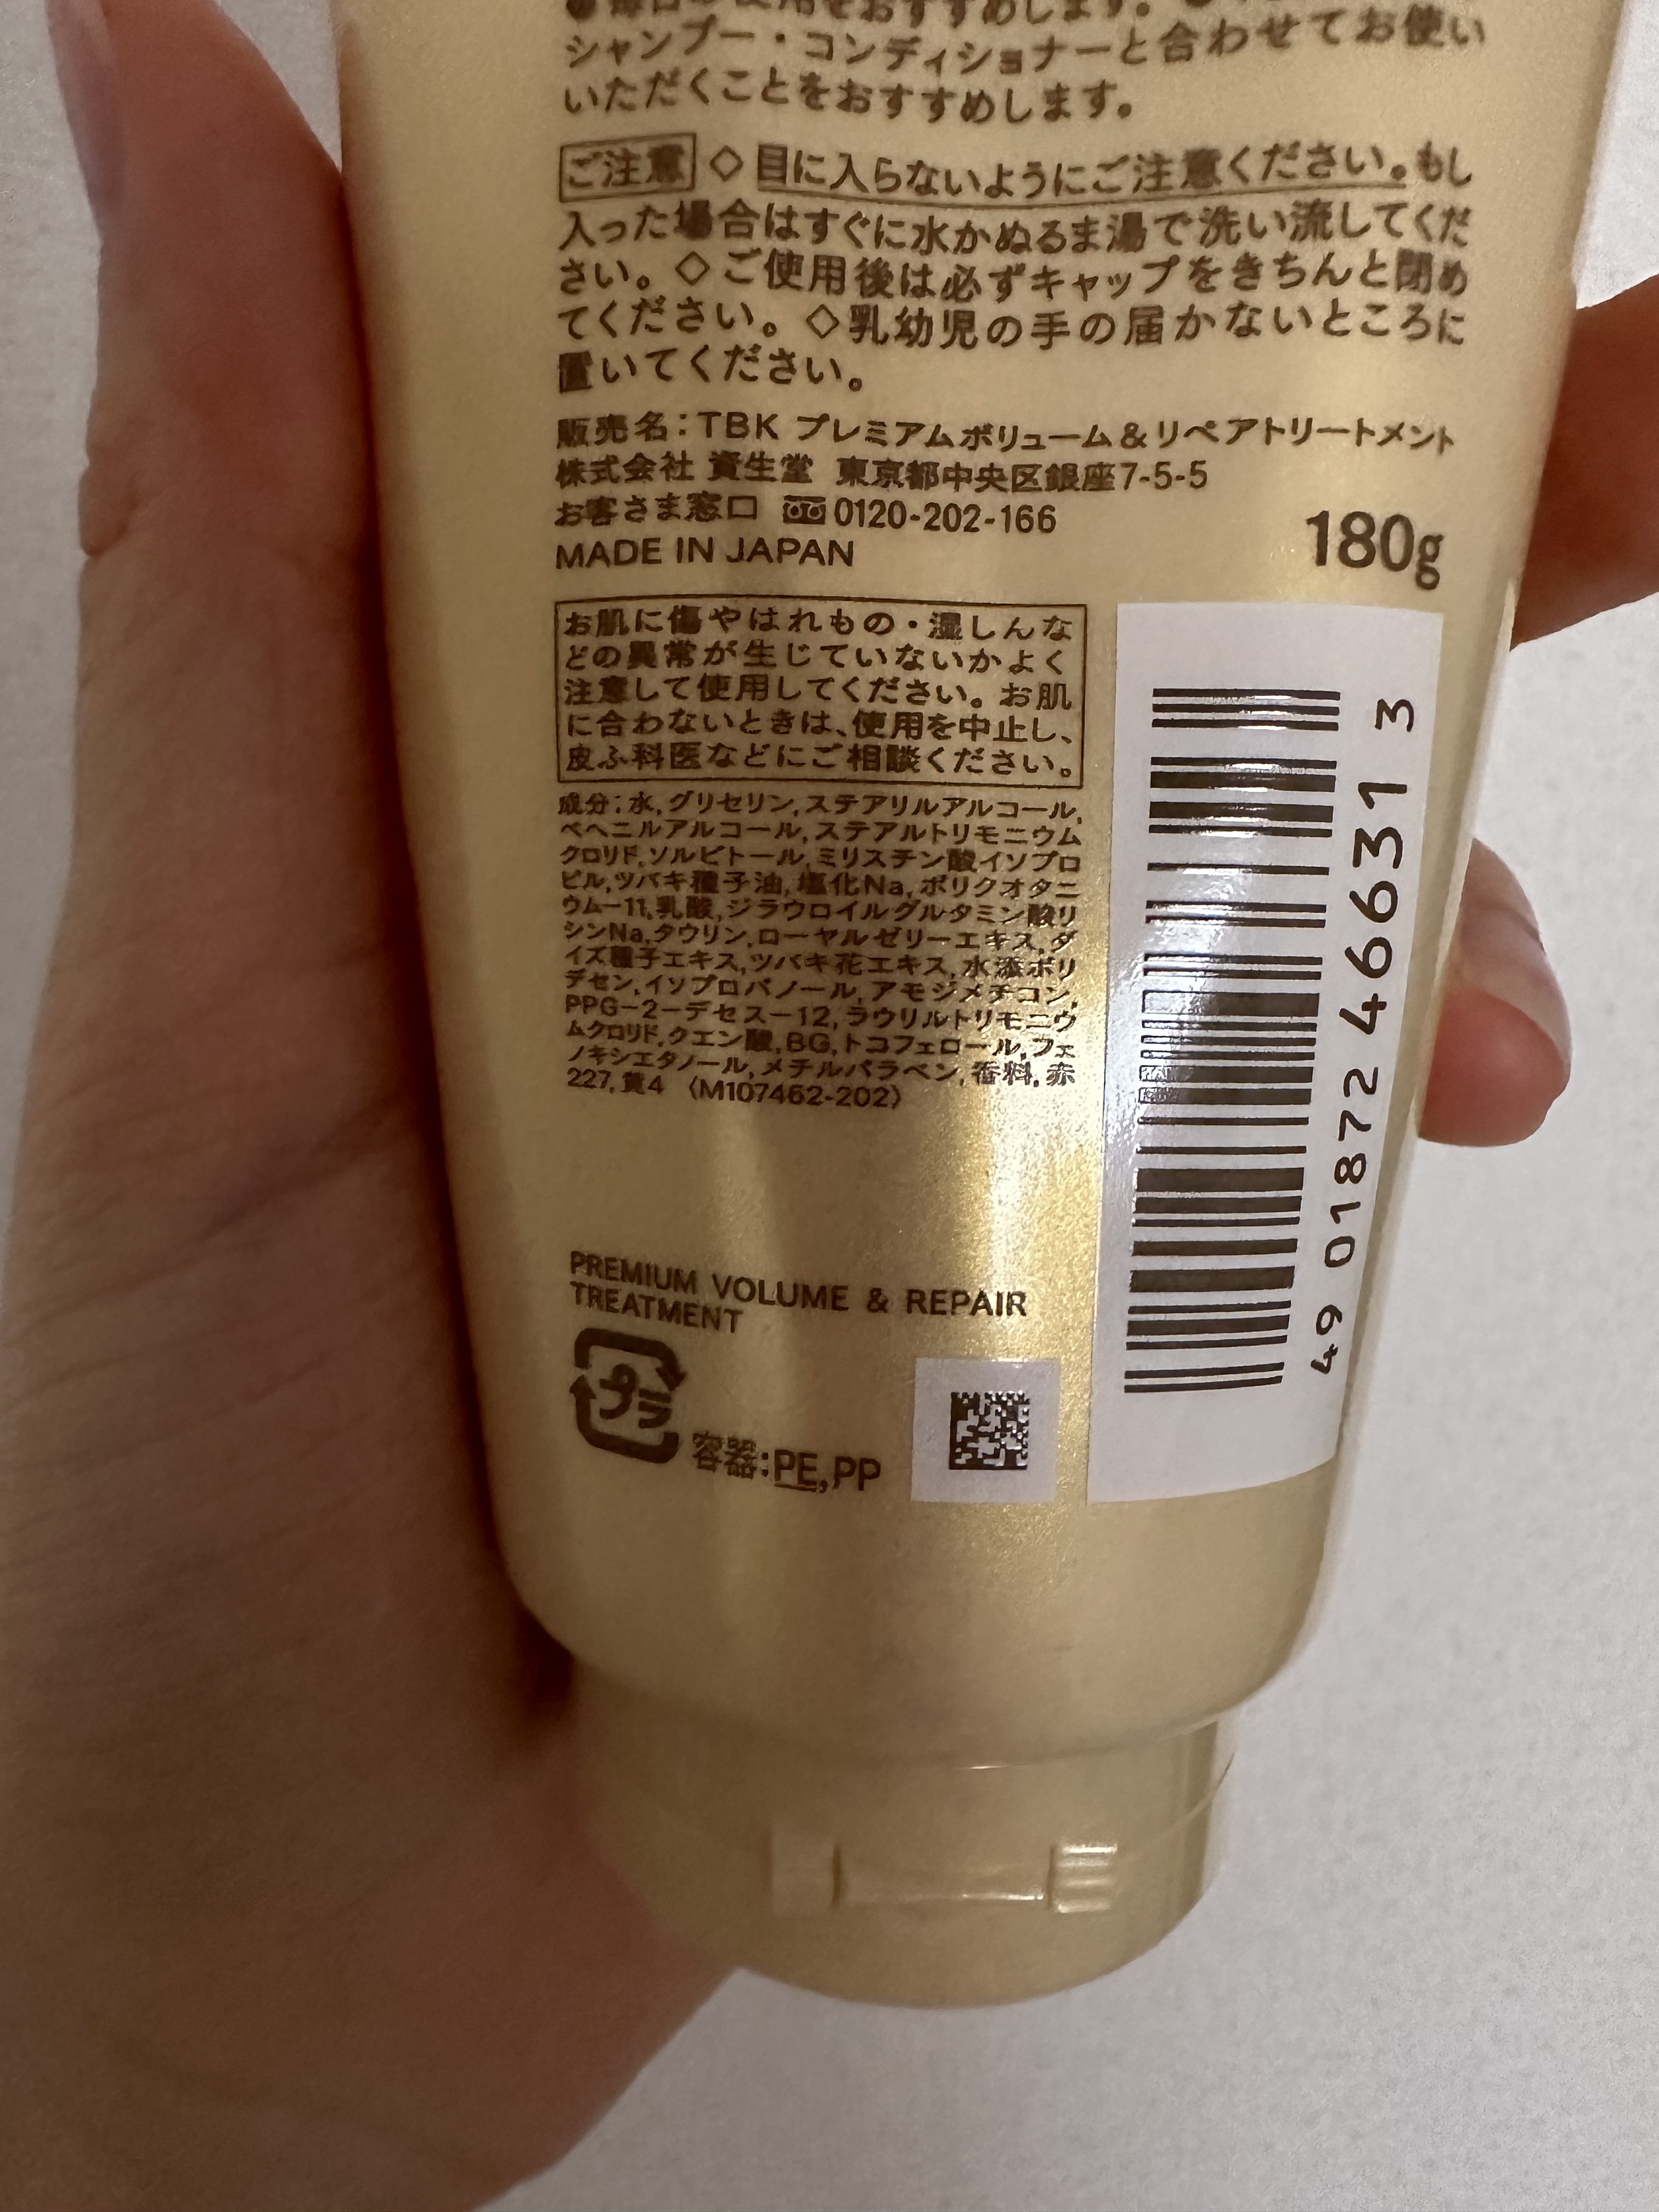 シャンプー・コンディショナーと合わせてお使い
いただくことをおすすめします。
ご注意 ◇目に入らないようにご注意ください。もし
入った場合はすぐに水かぬるま湯で洗い流してくだ
さい。◇ご使用後は必ずキャップをきちんと閉め
てください。◇乳幼児の手の届かないところに
置いてください。
販売名：TBK プレミアムボリューム＆リペアトリートメント
株式会社 資生堂 東京都中央区銀座7-5-5
お客さま窓口 0120-202-166
MADE IN JAPAN
180g
お肌に傷やはれもの・湿しんな
どの異常が生じていないかよく
注意して使用してください。お肌
に合わないときは、使用を中止し、
皮ふ科医などにご相談ください。
成分：水,グリセリン,ステアリルアルコール,
ベヘニルアルコール,ステアルトリモニウム
クロリド,ソルビトール,ミリスチン酸イソプロ
ピル,ツバキ種子油,塩化Na,ポリクオタニ
ウム－11,乳酸,ジラウロイルグルタミン酸リ
シンNa,タウリン,ローヤルゼリーエキス,ダ
イズ種子エキス,ツバキ花エキス,水添ポリ
デセン,イソプロパノール,アモジメチコン,
PPG－2－デセス－12,ラウリルトリモニウ
ムクロリド,クエン酸,BG,トコフェロール,フェ
ノキシエタノール,メチルパラベン,香料,赤
227,黄4 〈M107462-202〉
4901872466313
PREMIUM VOLUME & REPAIR
TREATMENT
プラ
容器：PE,PP